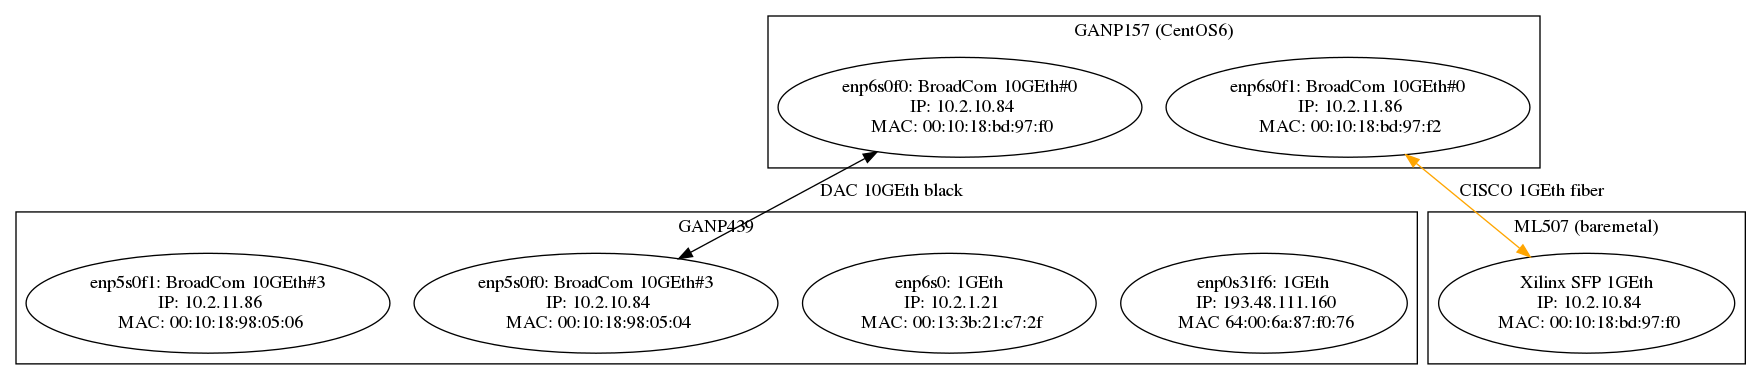 GANP157 (CentOS6)
enp6s0f0: BroadCom 10GEth#0
IP: 10.2.10.84
MAC: 00:10:18:bd:97:f0
enp6s0f1: BroadCom 10GEth#0
IP: 10.2.11.86
MAC: 00:10:18:bd:97:f2
DAC 10GEth black
CISCO 1GEth fiber
GANP439
enp5s0f1: BroadCom 10GEth#3
IP: 10.2.11.86
MAC: 00:10:18:98:05:06
enp5s0f0: BroadCom 10GEth#3
IP: 10.2.10.84
MAC: 00:10:18:98:05:04
enp6s0: 1GEth
IP: 10.2.1.21
MAC: 00:13:3b:21:c7:2f
enp0s31f6: 1GEth
IP: 193.48.111.160
MAC 64:00:6a:87:f0:76
ML507 (baremetal)
Xilinx SFP 1GEth
IP: 10.2.10.84
MAC: 00:10:18:bd:97:f0